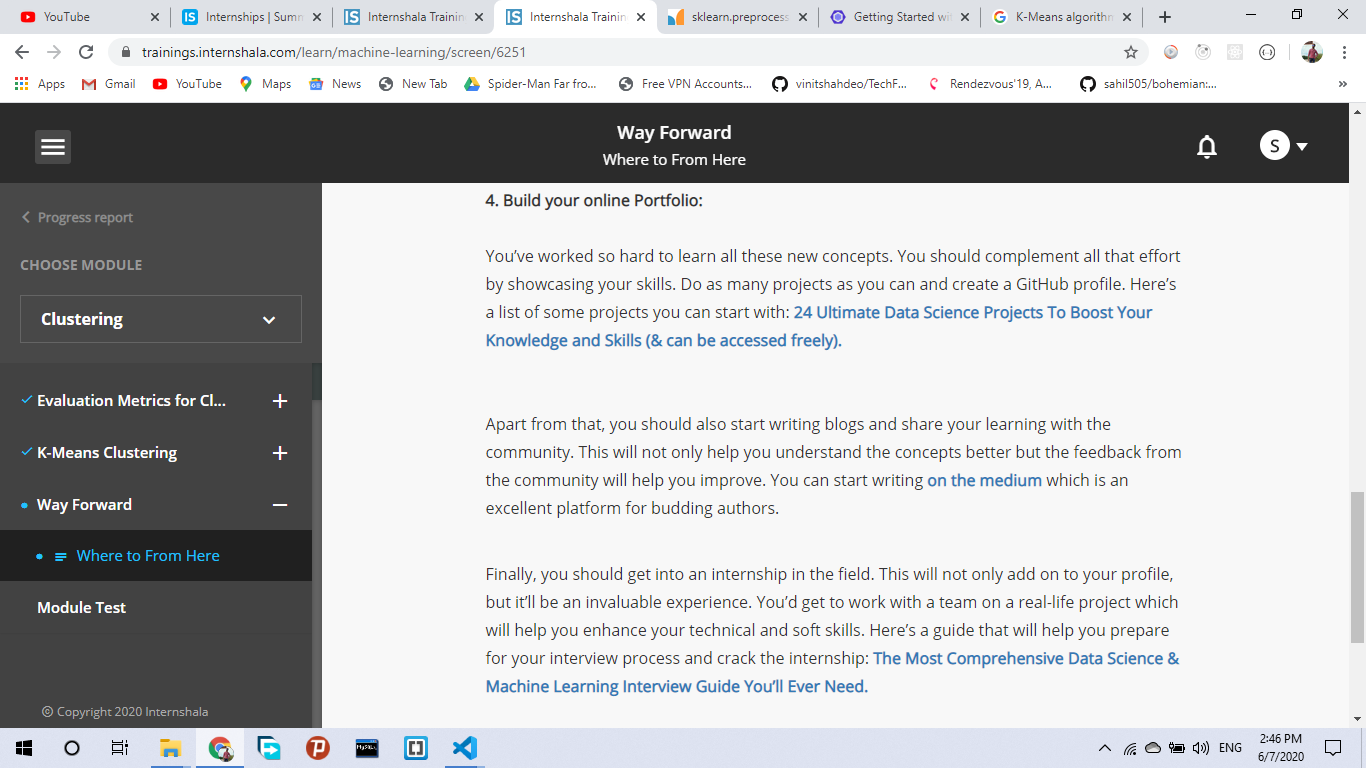 YouTube
Internships | Summ
Internshala Trainin
Internshala Trainin
sklearn.preprocess
Getting Started wi
K-Means algorithm
trainings.internshala.com/learn/machine-learning/screen/6251
Apps
Gmail
YouTube
Maps
News
New Tab
Spider-Man Far fro...
Free VPN Accounts...
vinitshahdeo/TechF...
Rendezvous'19, A...
sahil505/bohemian:...
»
Way Forward
Where to From Here
S
Progress report
CHOOSE MODULE
Clustering
Evaluation Metrics for Cl...
K-Means Clustering
Way Forward
Where to From Here
Module Test
© Copyright 2020 Internshala
4. Build your online Portfolio:
You’ve worked so hard to learn all these new concepts. You should complement all that effort
by showcasing your skills. Do as many projects as you can and create a GitHub profile. Here’s
a list of some projects you can start with: 24 Ultimate Data Science Projects To Boost Your
Knowledge and Skills (& can be accessed freely).
Apart from that, you should also start writing blogs and share your learning with the
community. This will not only help you understand the concepts better but the feedback from
the community will help you improve. You can start writing on the medium which is an
excellent platform for budding authors.
Finally, you should get into an internship in the field. This will not only add on to your profile,
but it’ll be an invaluable experience. You’d get to work with a team on a real-life project which
will help you enhance your technical and soft skills. Here’s a guide that will help you prepare
for your interview process and crack the internship: The Most Comprehensive Data Science &
Machine Learning Interview Guide You’ll Ever Need.
MySQL
ENG
2:46 PM
6/7/2020